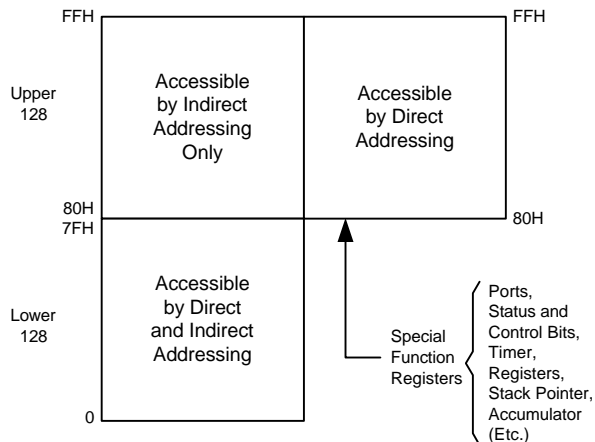 FFH
FFH
Upper
128
Accessible
by Indirect
Addressing
Only
Accessible
by Direct
Addressing
80H
7FH
80H
Lower
128
Accessible
by Direct
and Indirect
Addressing
0
Special
Function
Registers
Ports,
Status and
Control Bits,
Timer,
Registers,
Stack Pointer,
Accumulator
(Etc.)